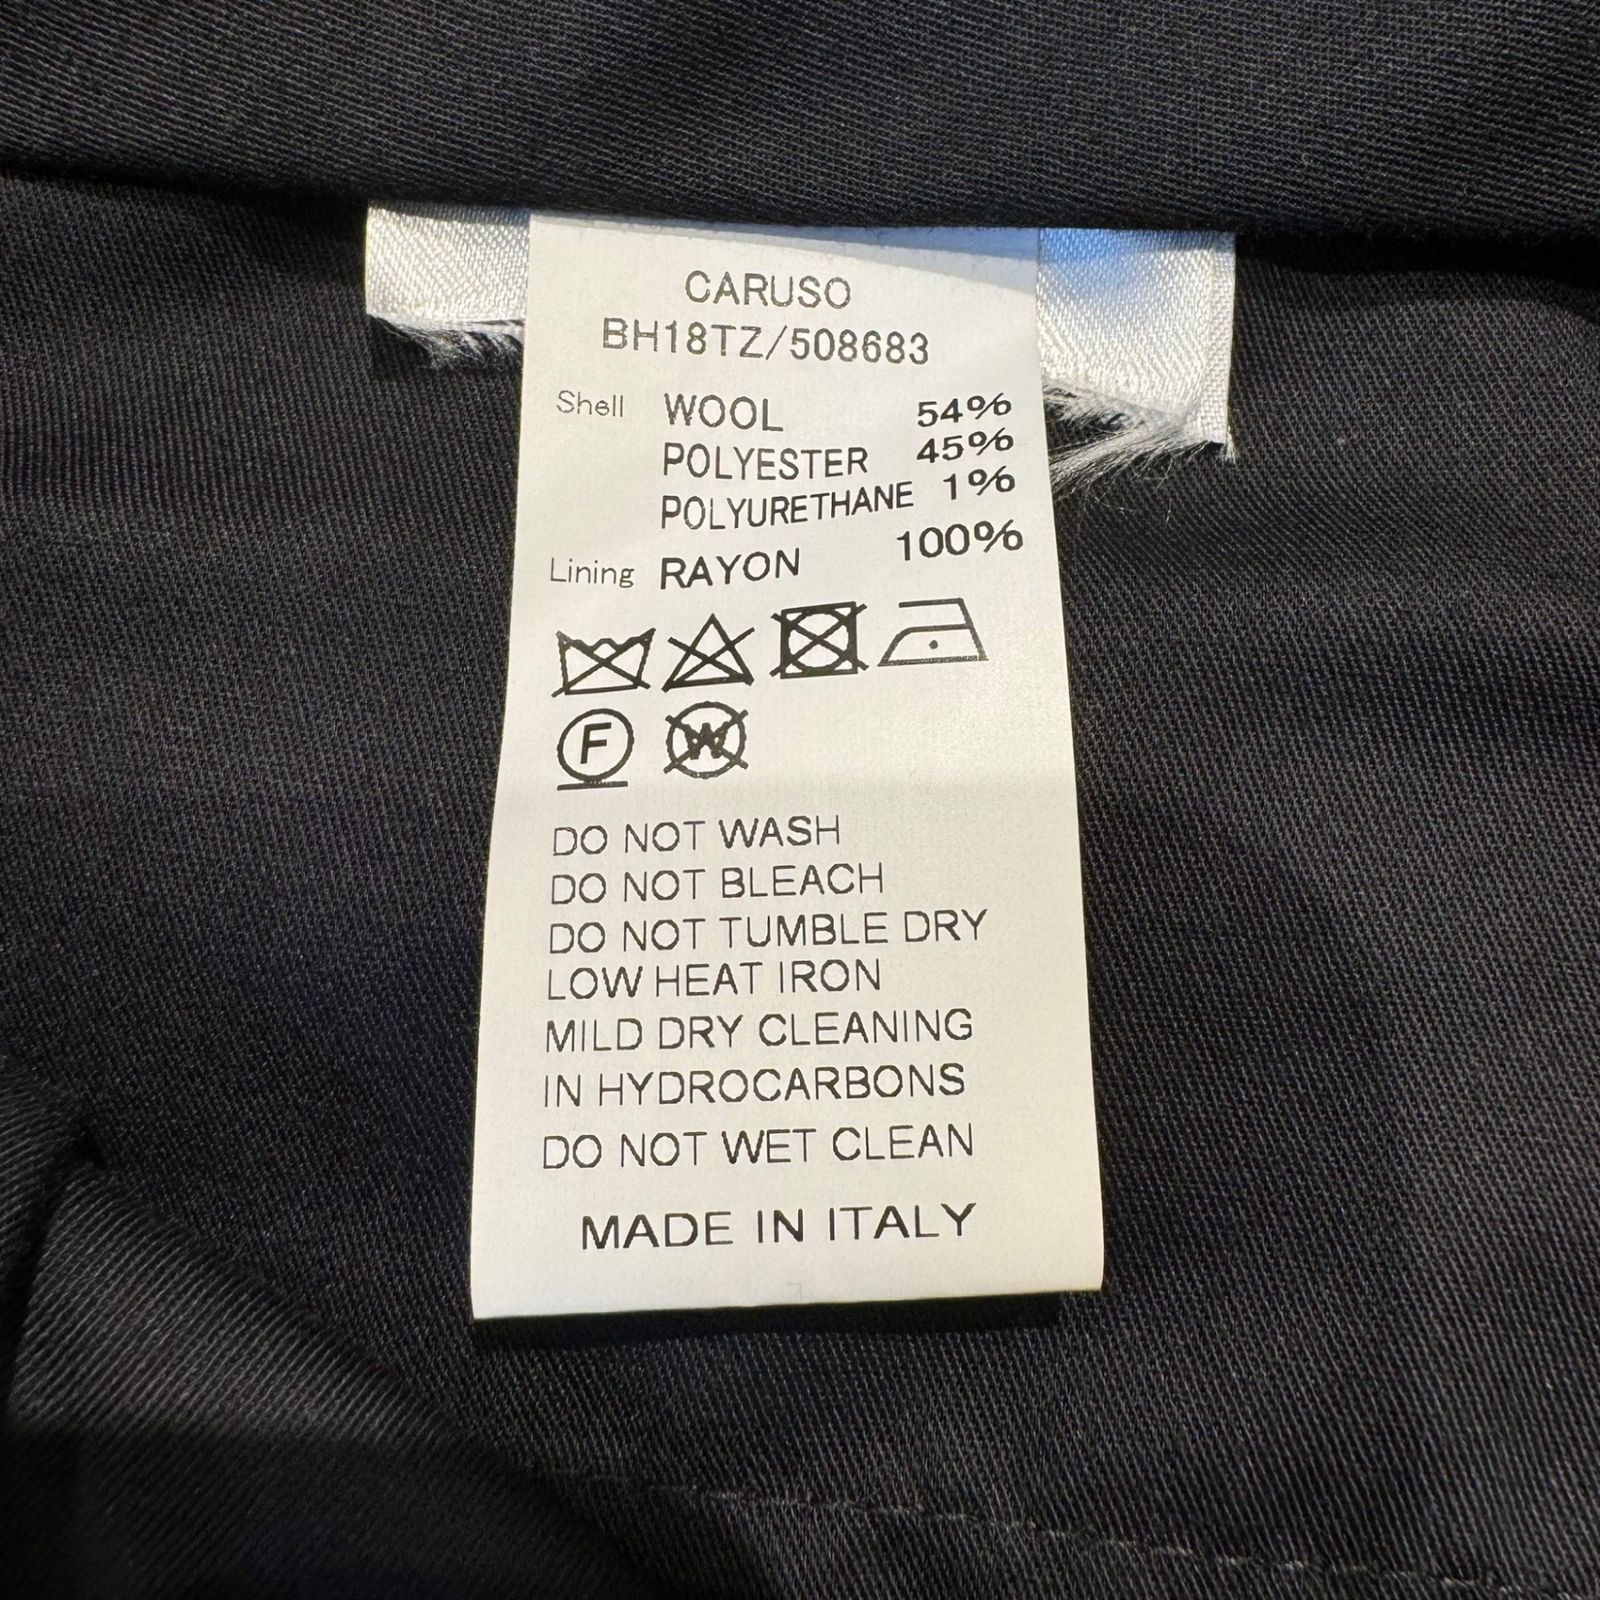 CARUSO
BH18TZ/508683
Shell WOOL 54%
POLYESTER 45%
POLYURETHANE 1%
Lining RAYON 100%
F W
DO NOT WASH
DO NOT BLEACH
DO NOT TUMBLE DRY
LOW HEAT IRON
MILD DRY CLEANING
IN HYDROCARBONS
DO NOT WET CLEAN
MADE IN ITALY